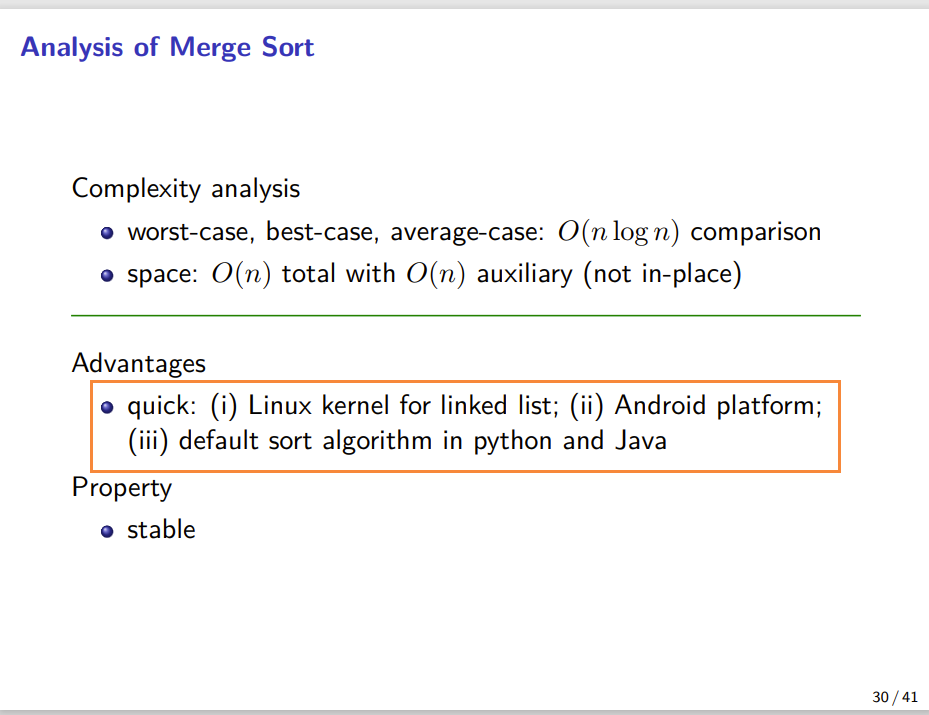 Analysis of Merge Sort
Complexity analysis
worst-case, best-case, average-case: O(n log n) comparison
space: O(n) total with O(n) auxiliary (not in-place)
Advantages
quick: (i) Linux kernel for linked list; (ii) Android platform;
(iii) default sort algorithm in python and Java
Property
stable
30 / 41